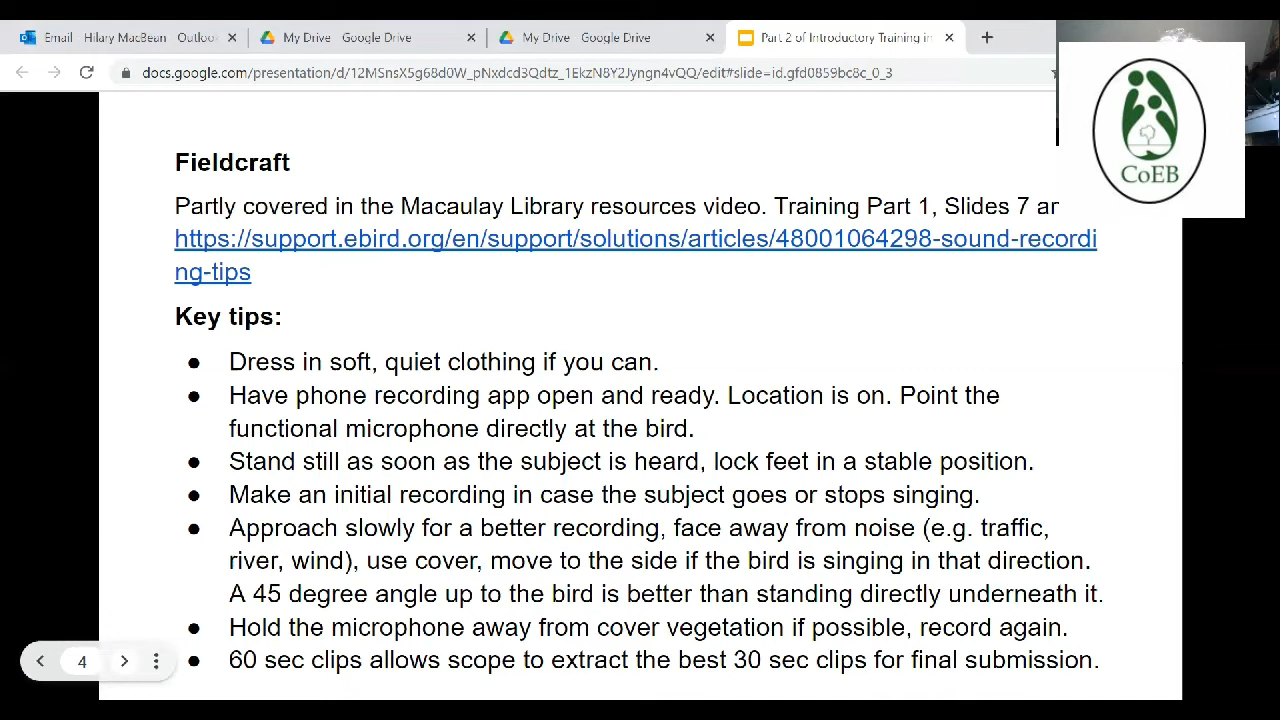 Email Hilary MacBean Outloo
My Drive Google Drive
My Drive Google Drive
Part 2 of Introductory Training in
docs.google.com/presentation/d/12MSnsX5g68d0W_pNxdcd3Qdtz_1EkzN8Y2Jyngn4vQQ/edit#slide=id.gfd0859bc8c_0_3
CoEB
Fieldcraft
Partly covered in the Macaulay Library resources video. Training Part 1, Slides 7 ar
https://support.ebird.org/en/support/solutions/articles/48001064298-sound-recordi
ng-tips
Key tips:
● Dress in soft, quiet clothing if you can.
● Have phone recording app open and ready. Location is on. Point the
functional microphone directly at the bird.
● Stand still as soon as the subject is heard, lock feet in a stable position.
● Make an initial recording in case the subject goes or stops singing.
● Approach slowly for a better recording, face away from noise (e.g. traffic,
river, wind), use cover, move to the side if the bird is singing in that direction.
A 45 degree angle up to the bird is better than standing directly underneath it.
● Hold the microphone away from cover vegetation if possible, record again.
● 60 sec clips allows scope to extract the best 30 sec clips for final submission.
4